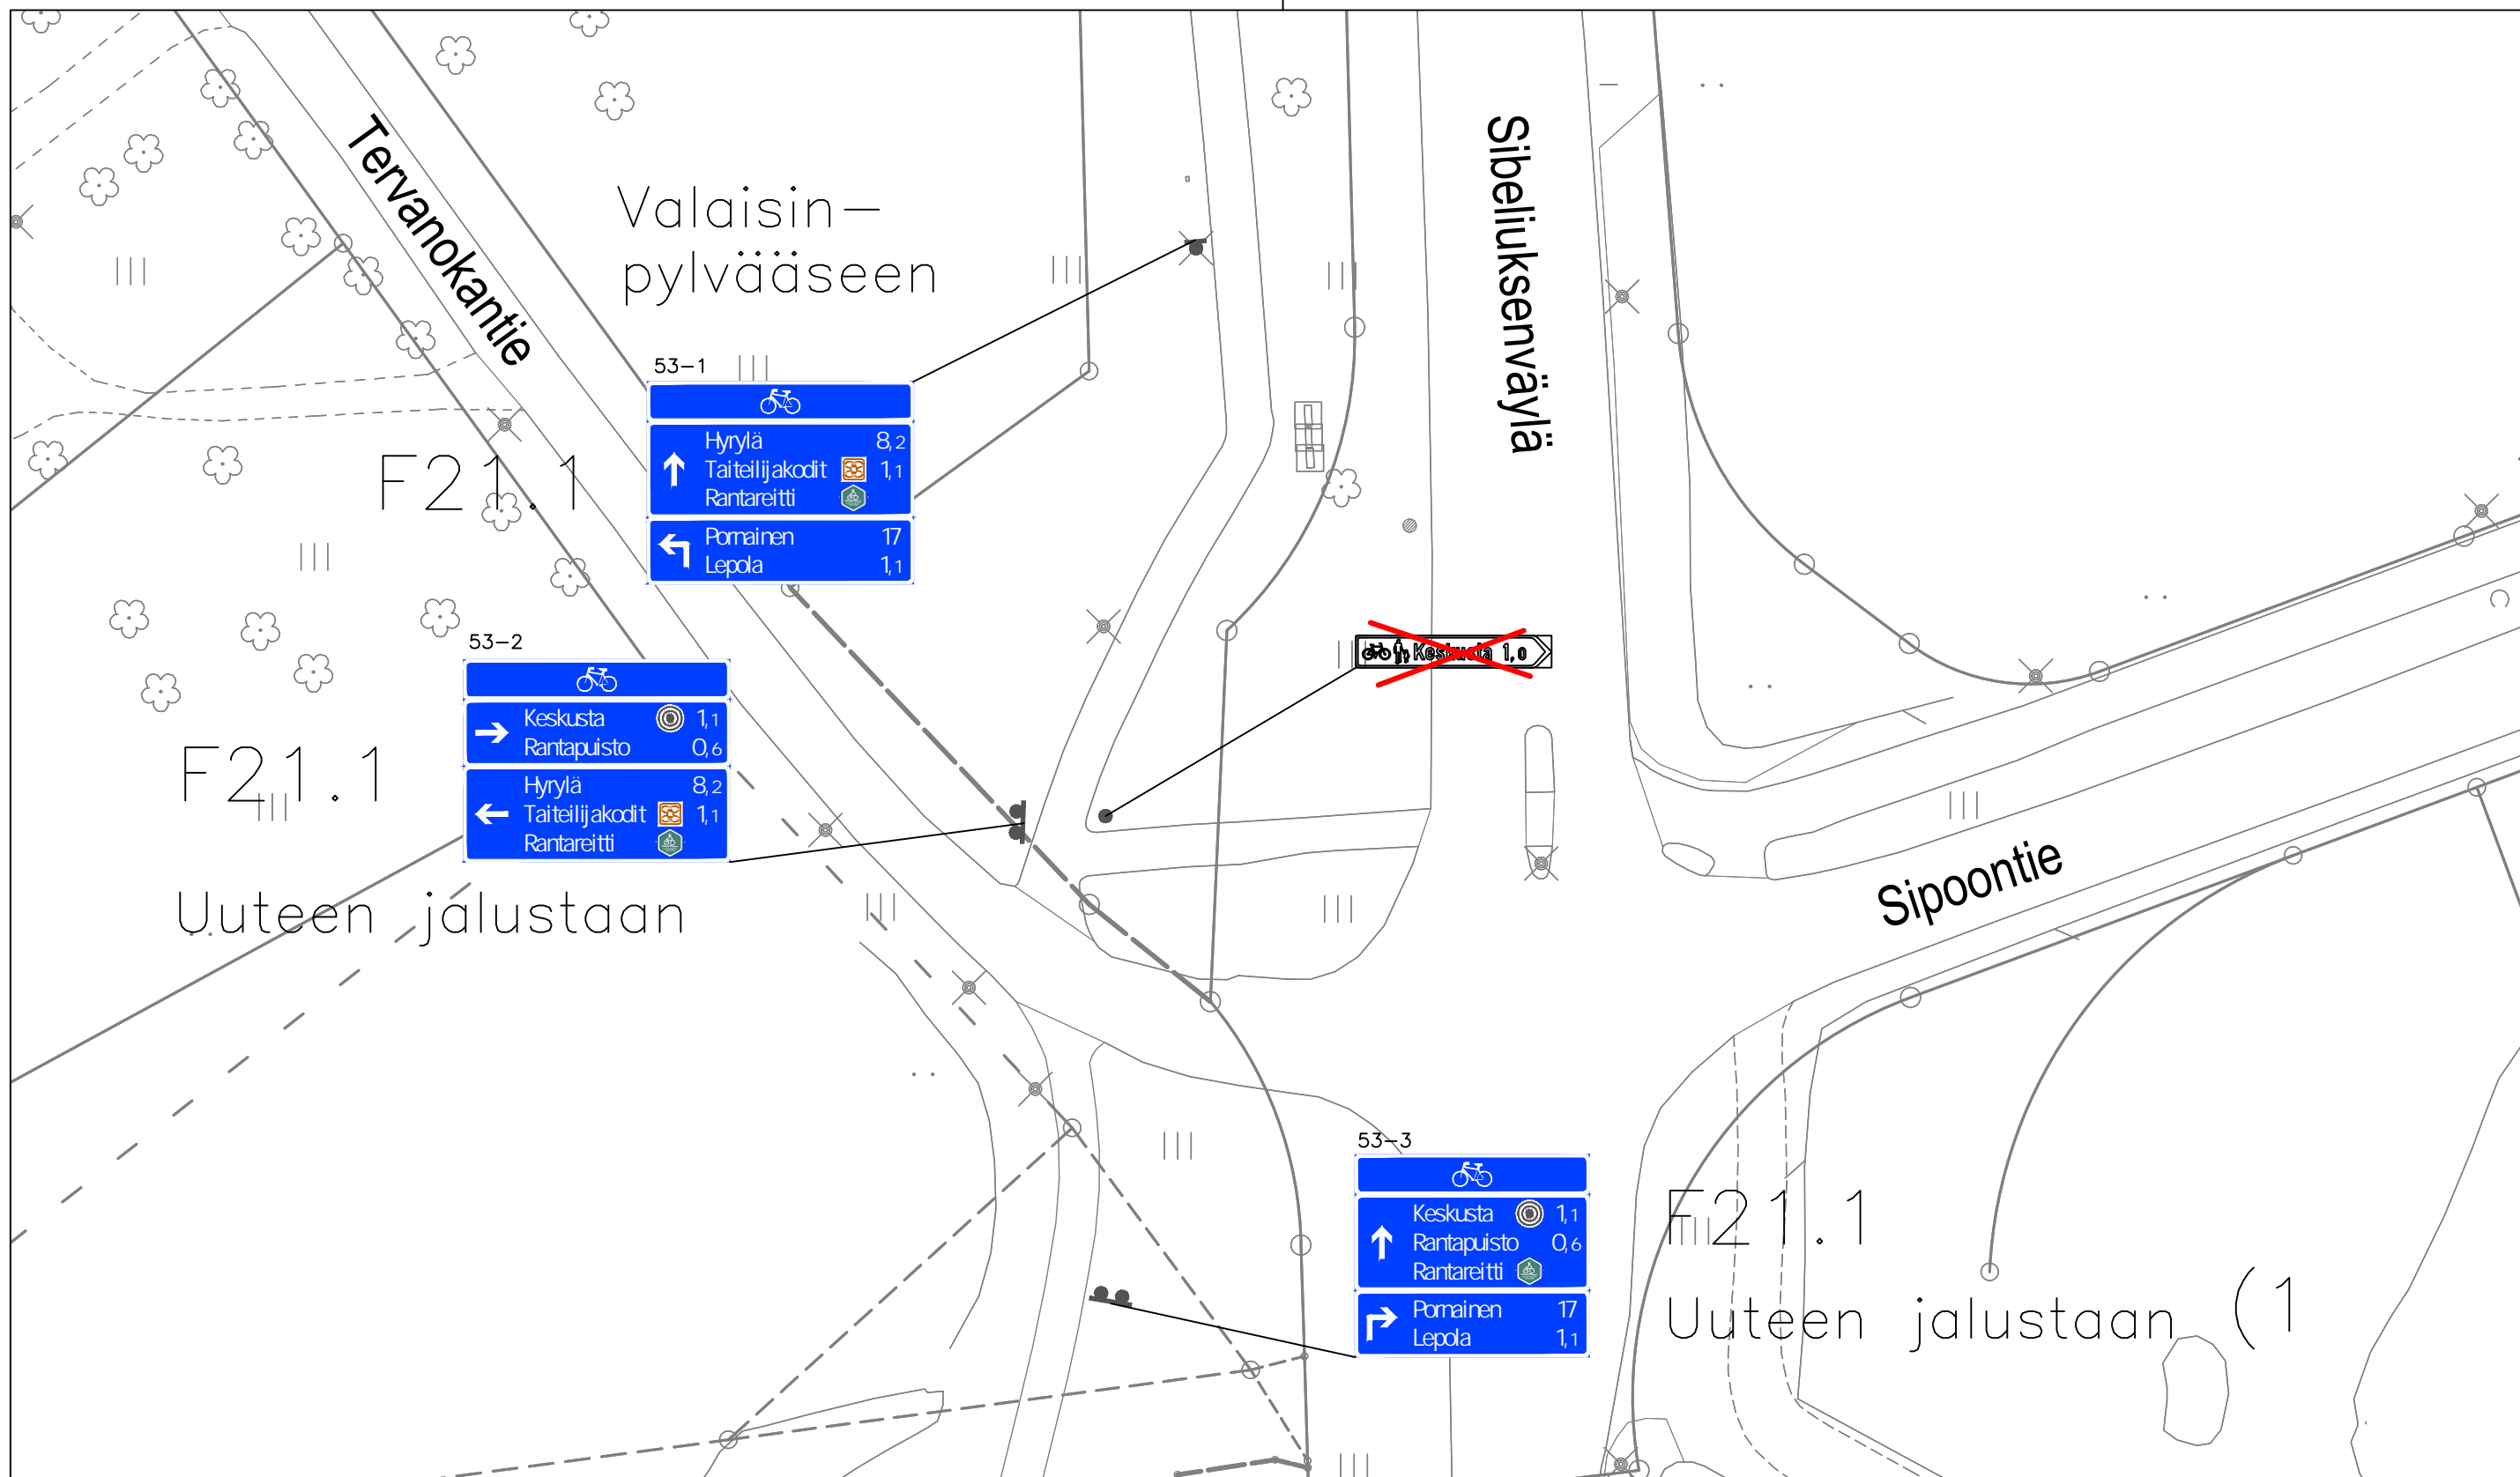 Tervanokantie
Valaisin–
pylvääseen
Sibeliuksenväylä
53–1
Hyrylä 8,2
Taiteilijakodit 1,1
Rantareitti
Pornainen 17
Lepola 1,1
F21.1
53–2
Keskusta 1,1
Rantapuisto 0,6
Hyrylä 8,2
Taiteilijakodit 1,1
Rantareitti
F21.1
Uuteen jalustaan
Keskusta 1,0
Sipoontie
53–3
Keskusta 1,1
Rantapuisto 0,6
Rantareitti
Pornainen 17
Lepola 1,1
F21.1
Uuteen jalustaan (1